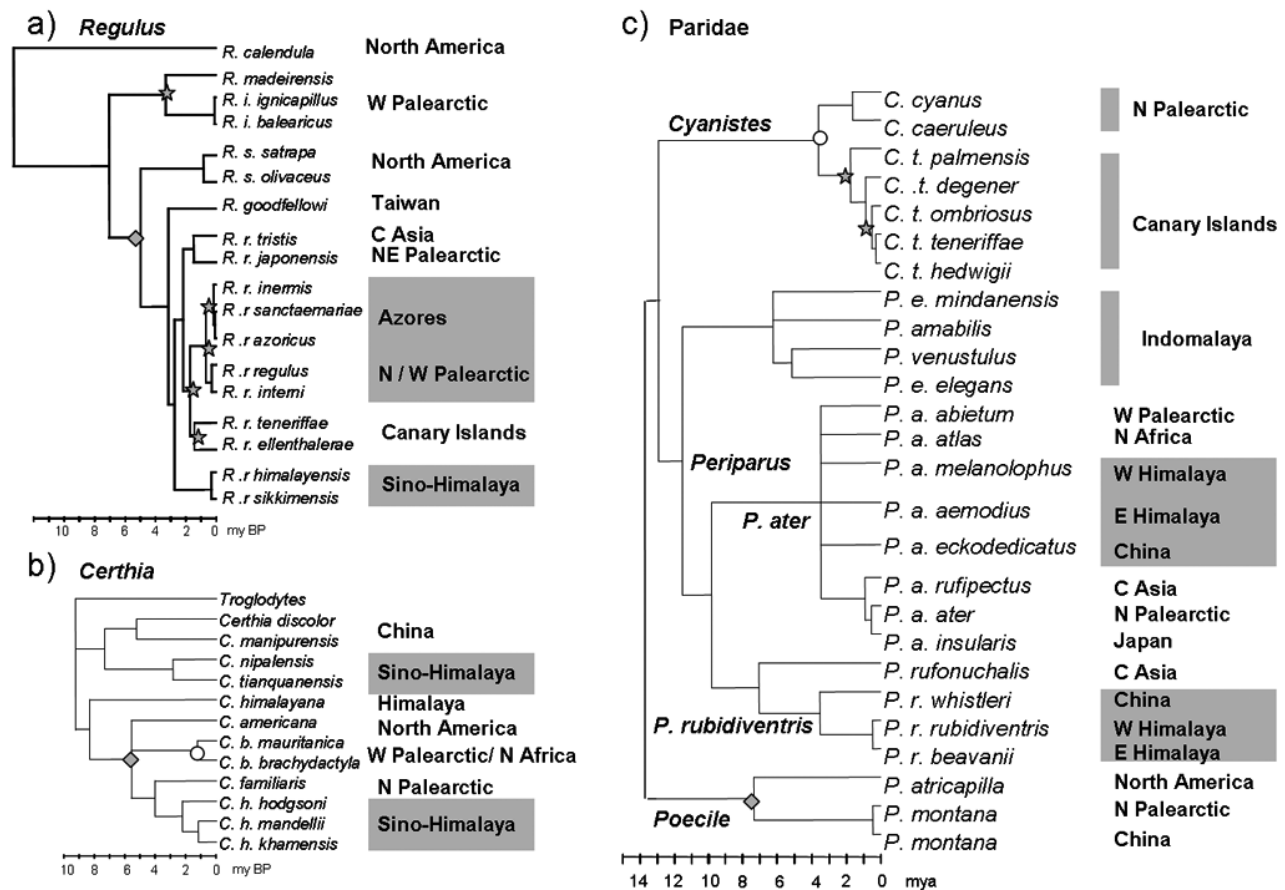 a) Regulus
R. calendula North America
R. madeirensis
R. i. ignicapillus W Palearctic
R. i. balearicus
R. s. satrapa North America
R. s. olivaceus
R. goodfellowi Taiwan
R. r. tristis C Asia
R. r. japonensis NE Palearctic
R. r. inermis
R .r sanctaemariae Azores
R .r azoricus
R .r regulus N / W Palearctic
R. r. interni
R. r. teneriffae Canary Islands
R. r. ellenthalerae
R .r himalayensis Sino-Himalaya
R .r sikkimensis
10 8 6 4 2 0 my BP
b) Certhia
Troglodytes
Certhia discolor China
C. manipurensis
C. nipalensis Sino-Himalaya
C. tianquanensis
C. himalayana Himalaya
C. americana North America
C. b. mauritanica W Palearctic/ N Africa
C. b. brachydactyla
C. familiaris N Palearctic
C. h. hodgsoni
C. h. mandellii Sino-Himalaya
C. h. khamensis
10 8 6 4 2 0 my BP
c) Paridae
C. cyanus N Palearctic
Cyanistes C. caeruleus
C. t. palmensis
C. .t. degener
C. t. ombriosus Canary Islands
C. t. teneriffae
C. t. hedwigii
P. e. mindanensis
P. amabilis Indomalaya
P. venustulus
P. e. elegans
P. a. abietum W Palearctic
P. a. atlas N Africa
Periparus P. a. melanolophus W Himalaya
P. ater P. a. aemodius E Himalaya
P. a. eckodedicatus China
P. a. rufipectus C Asia
P. a. ater N Palearctic
P. a. insularis Japan
P. rufonuchalis C Asia
P. r. whistleri China
P. rubidiventris P. r. rubidiventris W Himalaya
P. r. beavanii E Himalaya
P. atricapilla North America
Poecile P. montana N Palearctic
P. montana China
14 12 10 8 6 4 2 0 mya